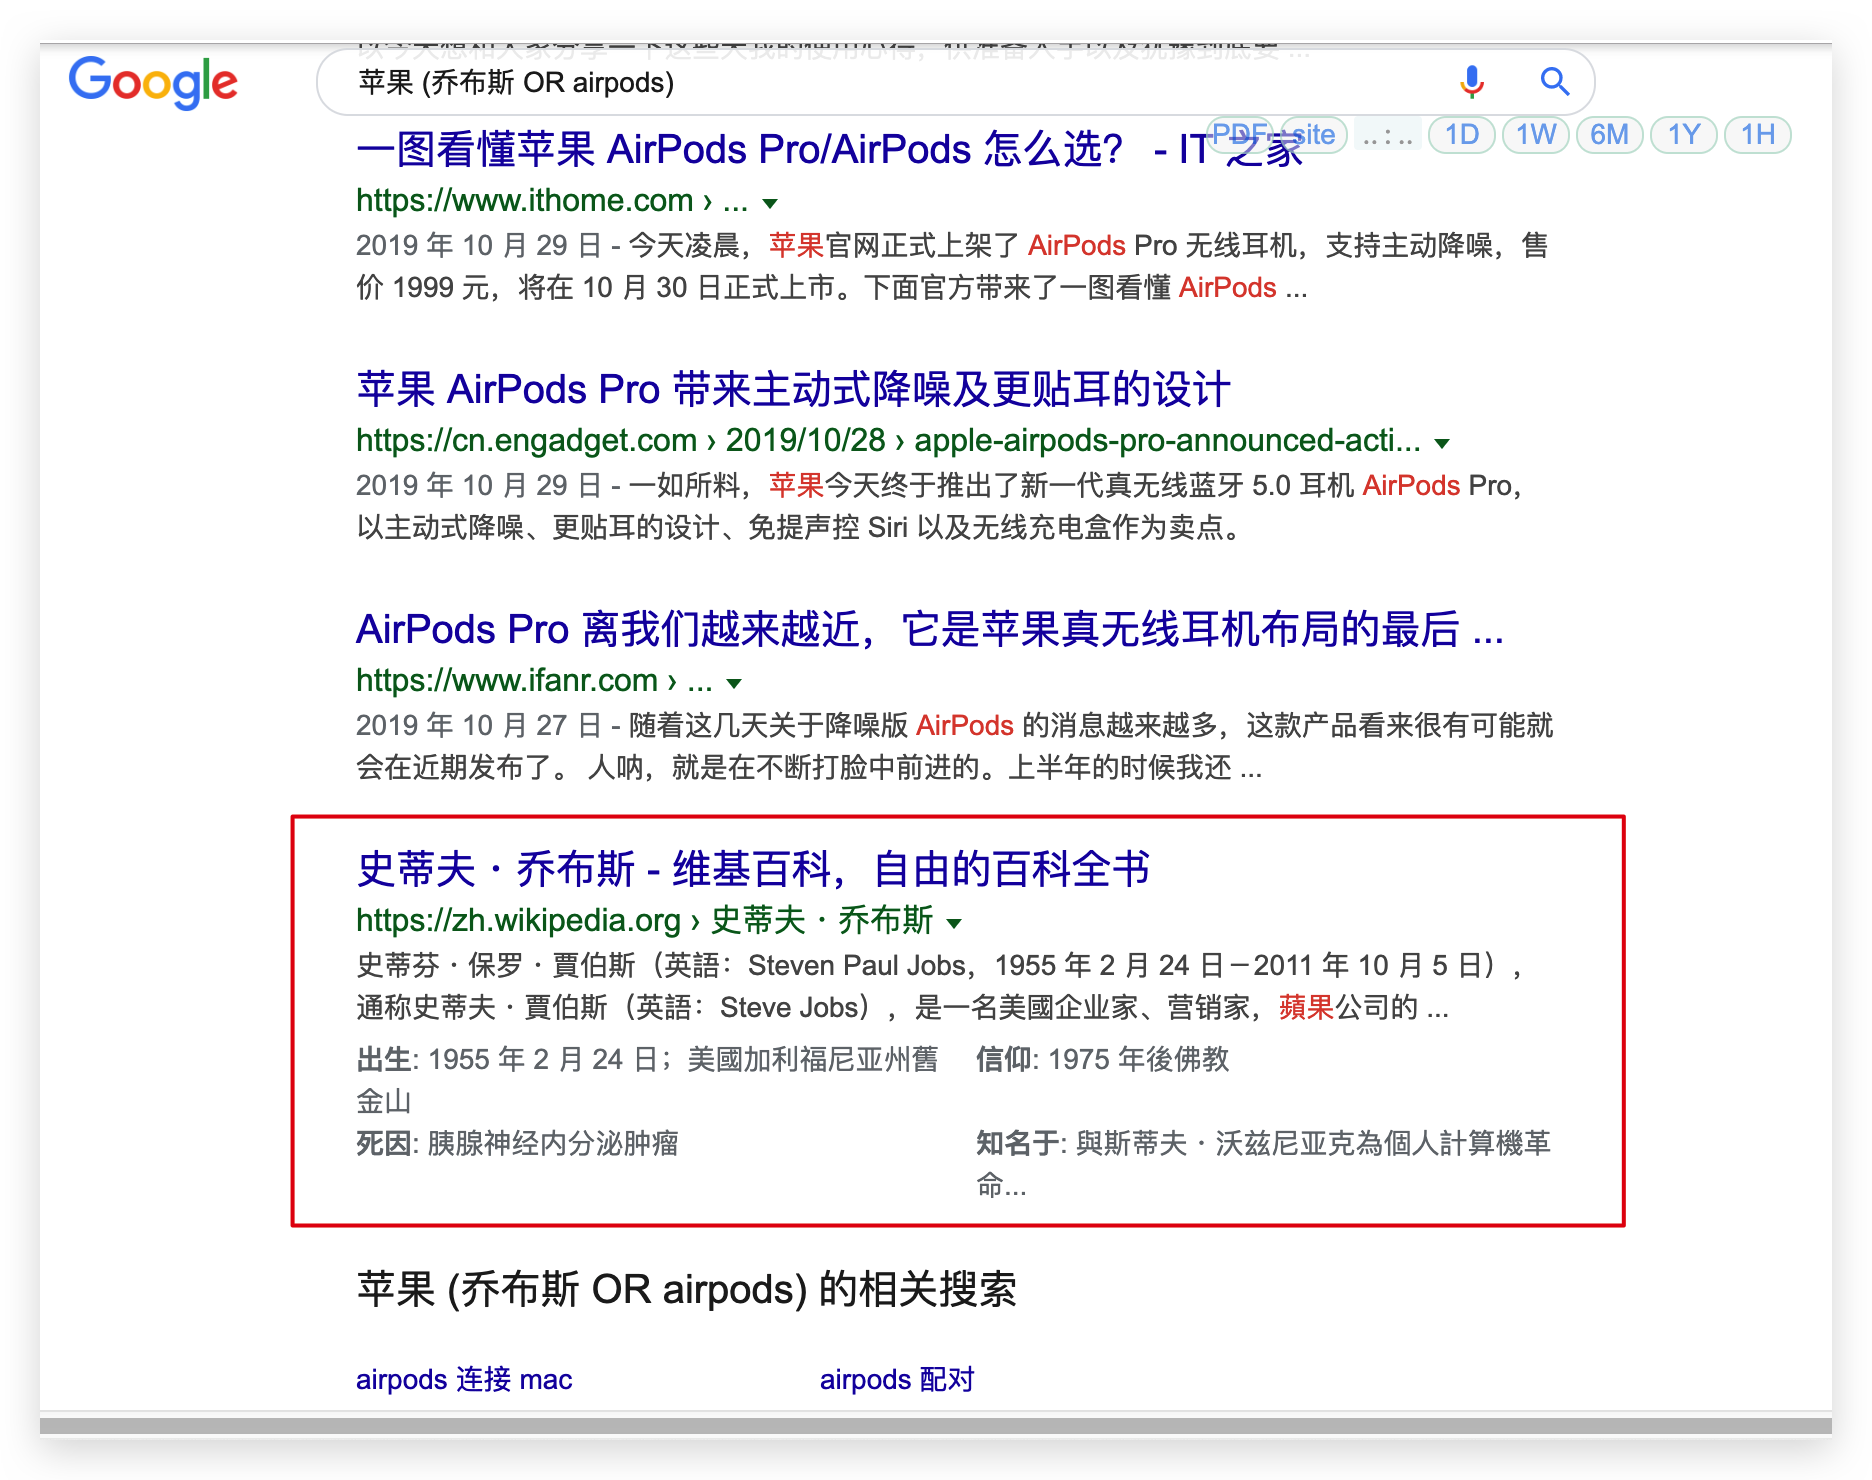 Google
苹果 (乔布斯 OR airpods)
PDF site ..:.. 1D 1W 6M 1Y 1H
一图看懂苹果 AirPods Pro/AirPods 怎么选？ - IT 之家
https://www.ithome.com › ...
2019 年 10 月 29 日 - 今天凌晨，苹果官网正式上架了 AirPods Pro 无线耳机，支持主动降噪，售
价 1999 元，将在 10 月 30 日正式上市。下面官方带来了一图看懂 AirPods ...
苹果 AirPods Pro 带来主动式降噪及更贴耳的设计
https://cn.engadget.com › 2019/10/28 › apple-airpods-pro-announced-acti...
2019 年 10 月 29 日 - 一如所料，苹果今天终于推出了新一代真无线蓝牙 5.0 耳机 AirPods Pro，
以主动式降噪、更贴耳的设计、免提声控 Siri 以及无线充电盒作为卖点。
AirPods Pro 离我们越来越近，它是苹果真无线耳机布局的最后 ...
https://www.ifanr.com › ...
2019 年 10 月 27 日 - 随着这几天关于降噪版 AirPods 的消息越来越多，这款产品看来很有可能就
会在近期发布了。 人呐，就是在不断打脸中前进的。上半年的时候我还 ...
史蒂夫·乔布斯 - 维基百科，自由的百科全书
https://zh.wikipedia.org › 史蒂夫·乔布斯
史蒂芬·保罗·賈伯斯（英語：Steven Paul Jobs，1955 年 2 月 24 日－2011 年 10 月 5 日），
通称史蒂夫·賈伯斯（英語：Steve Jobs），是一名美國企业家、营销家，蘋果公司的 ...
出生: 1955 年 2 月 24 日；美國加利福尼亚州舊 信仰: 1975 年後佛教
金山
死因: 胰腺神经内分泌肿瘤 知名于: 與斯蒂夫·沃兹尼亚克為個人計算機革
命...
苹果 (乔布斯 OR airpods) 的相关搜索
airpods 连接 mac airpods 配对